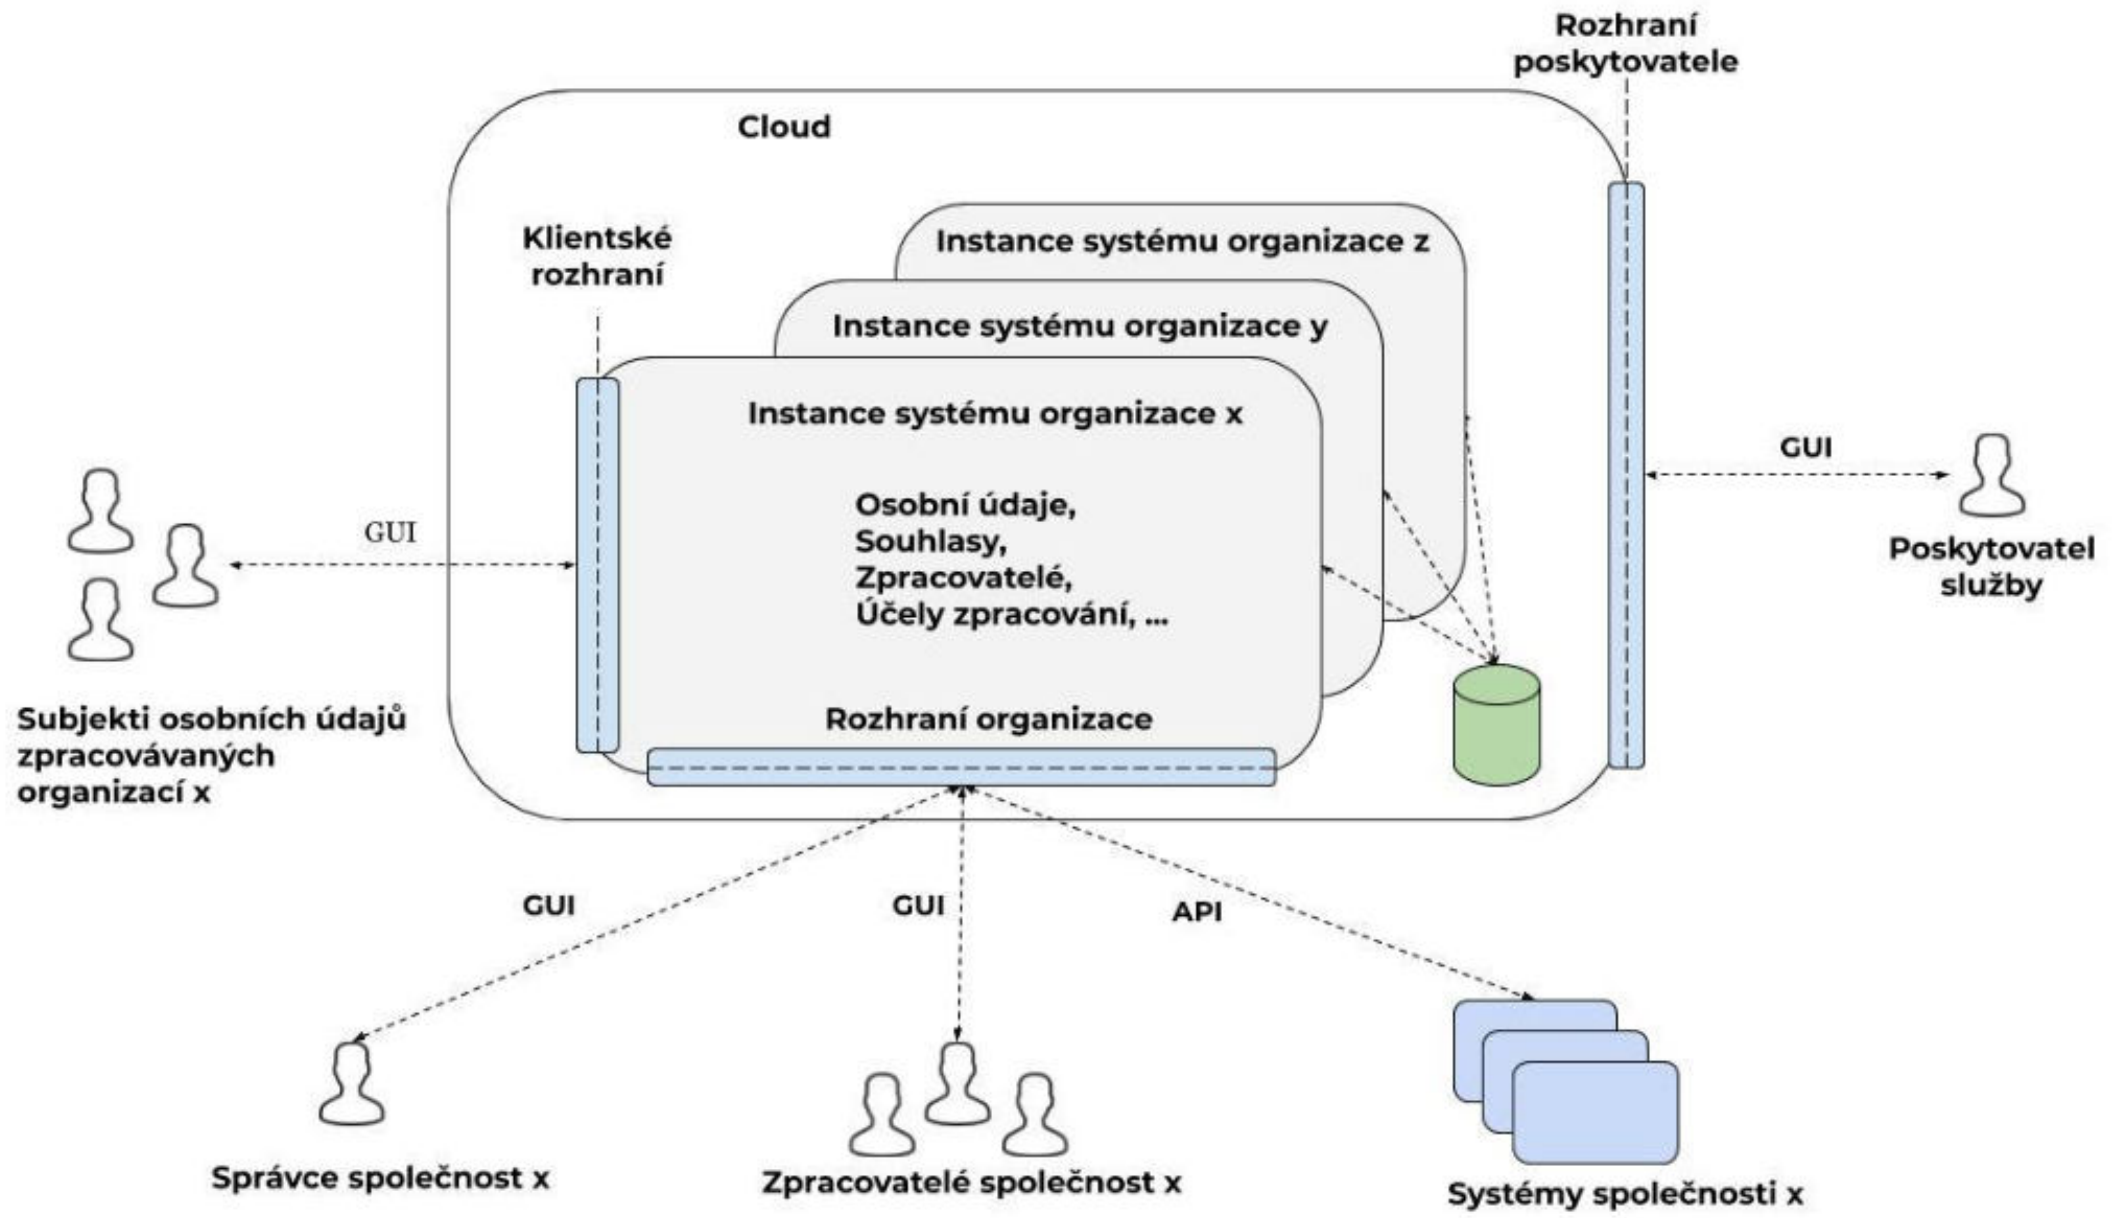 Rozhraní
poskytovatele
Cloud
Klientské
rozhraní
Instance systému organizace z
Instance systému organizace y
Instance systému organizace x
Osobní údaje,
Souhlasy,
Zpracovatelé,
Účely zpracování, ...
Rozhraní organizace
GUI
GUI
Poskytovatel
služby
Subjekti osobních údajů
zpracovávaných
organizací x
GUI
GUI
API
Správce společnost x
Zpracovatelé společnost x
Systémy společnosti x